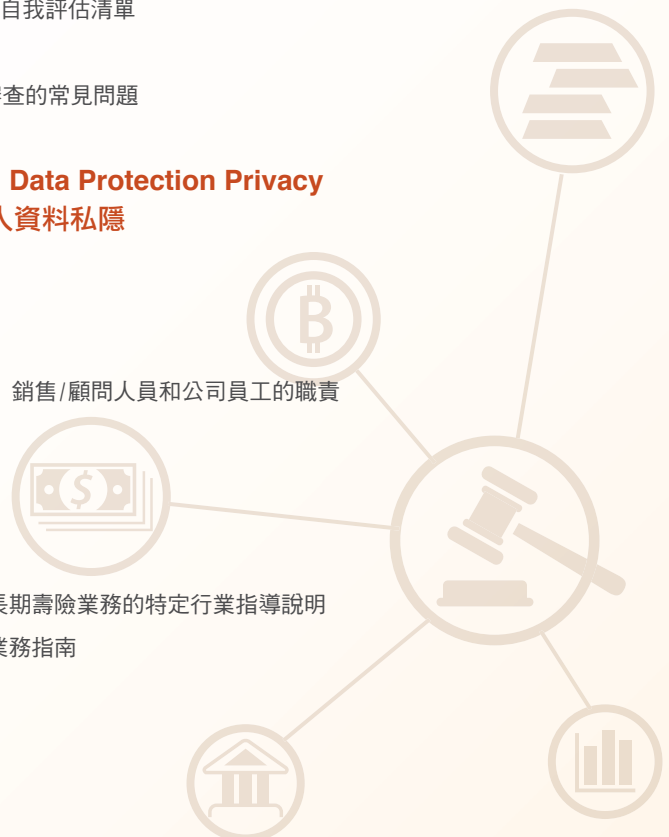 自我評估清單
查的常見問題
Data Protection Privacy
人資料私隱
銷售/顧問人員和公司員工的職責
長期壽險業務的特定行業指導說明
業務指南